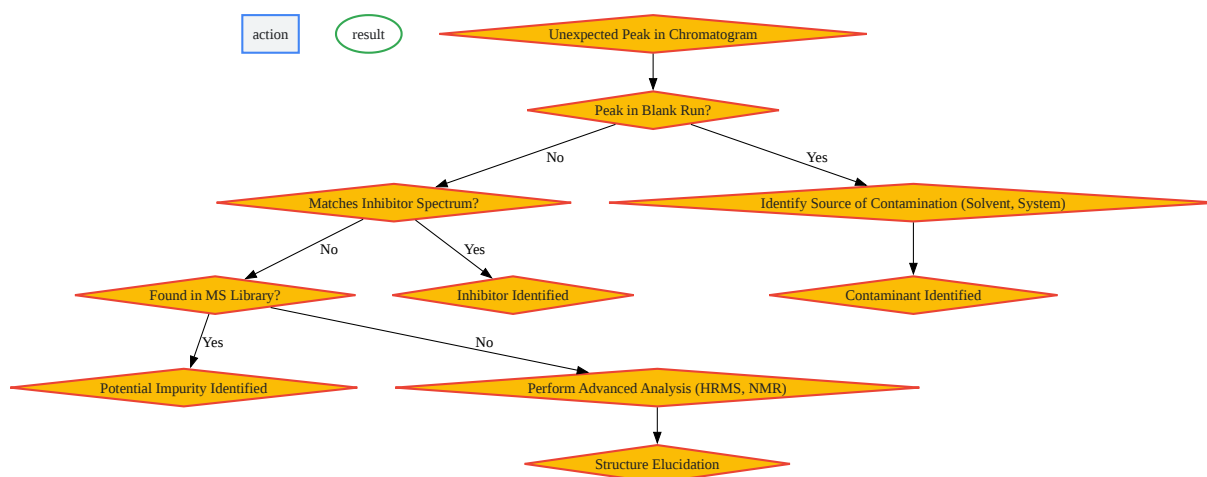 action
result
Unexpected Peak in Chromatogram
Peak in Blank Run?
No
Yes
Matches Inhibitor Spectrum?
Identify Source of Contamination (Solvent, System)
No
Yes
Found in MS Library?
Inhibitor Identified
Contaminant Identified
Yes
No
Potential Impurity Identified
Perform Advanced Analysis (HRMS, NMR)
Structure Elucidation